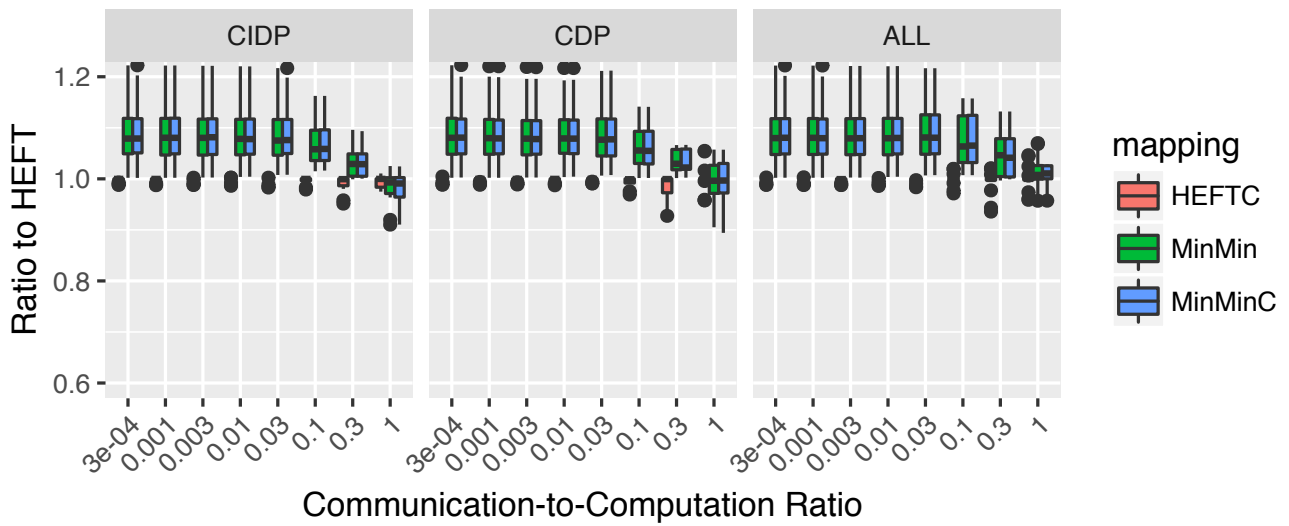 CIDP CDP ALL
Ratio to HEFT
1.2
1.0
0.8
0.6
3e-04 0.001 0.003 0.01 0.03 0.1 0.3 1
3e-04 0.001 0.003 0.01 0.03 0.1 0.3 1
3e-04 0.001 0.003 0.01 0.03 0.1 0.3 1
Communication-to-Computation Ratio
mapping
HEFTC
MinMin
MinMinC